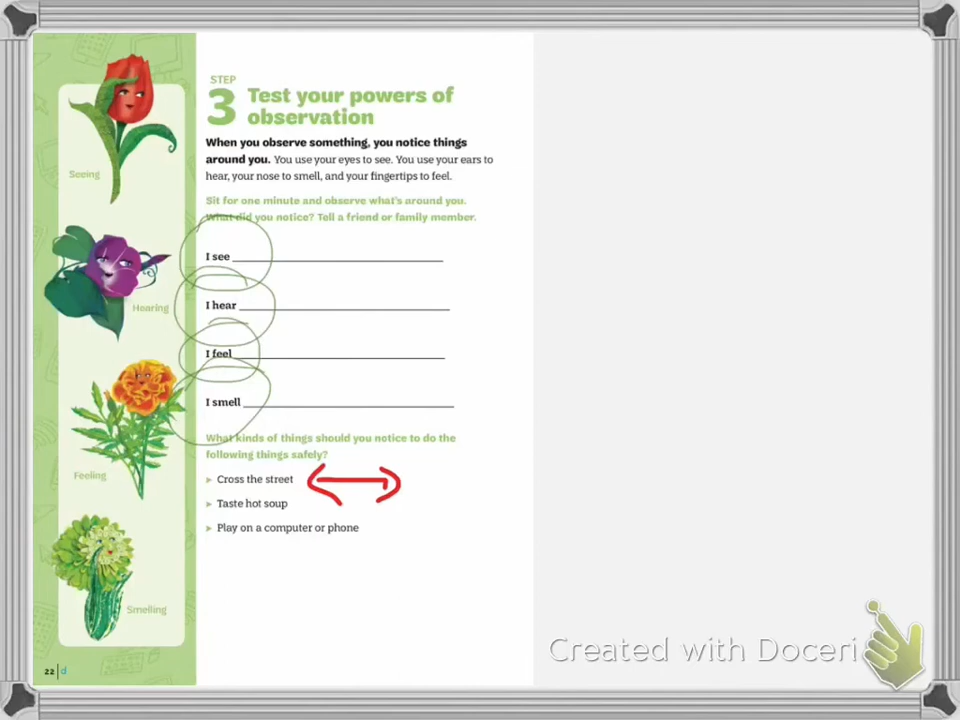 STEP
3 Test your powers of
observation
When you observe something, you notice things
around you. You use your eyes to see. You use your ears to
hear, your nose to smell, and your fingertips to feel.
Sit for one minute and observe what's around you.
What did you notice? Tell a friend or family member.
I see
I hear
I feel
I smell
What kinds of things should you notice to do the
following things safely?
Cross the street
Taste hot soup
Play on a computer or phone
Seeing
Hearing
Feeling
Smelling
22 d
Created with Doceri